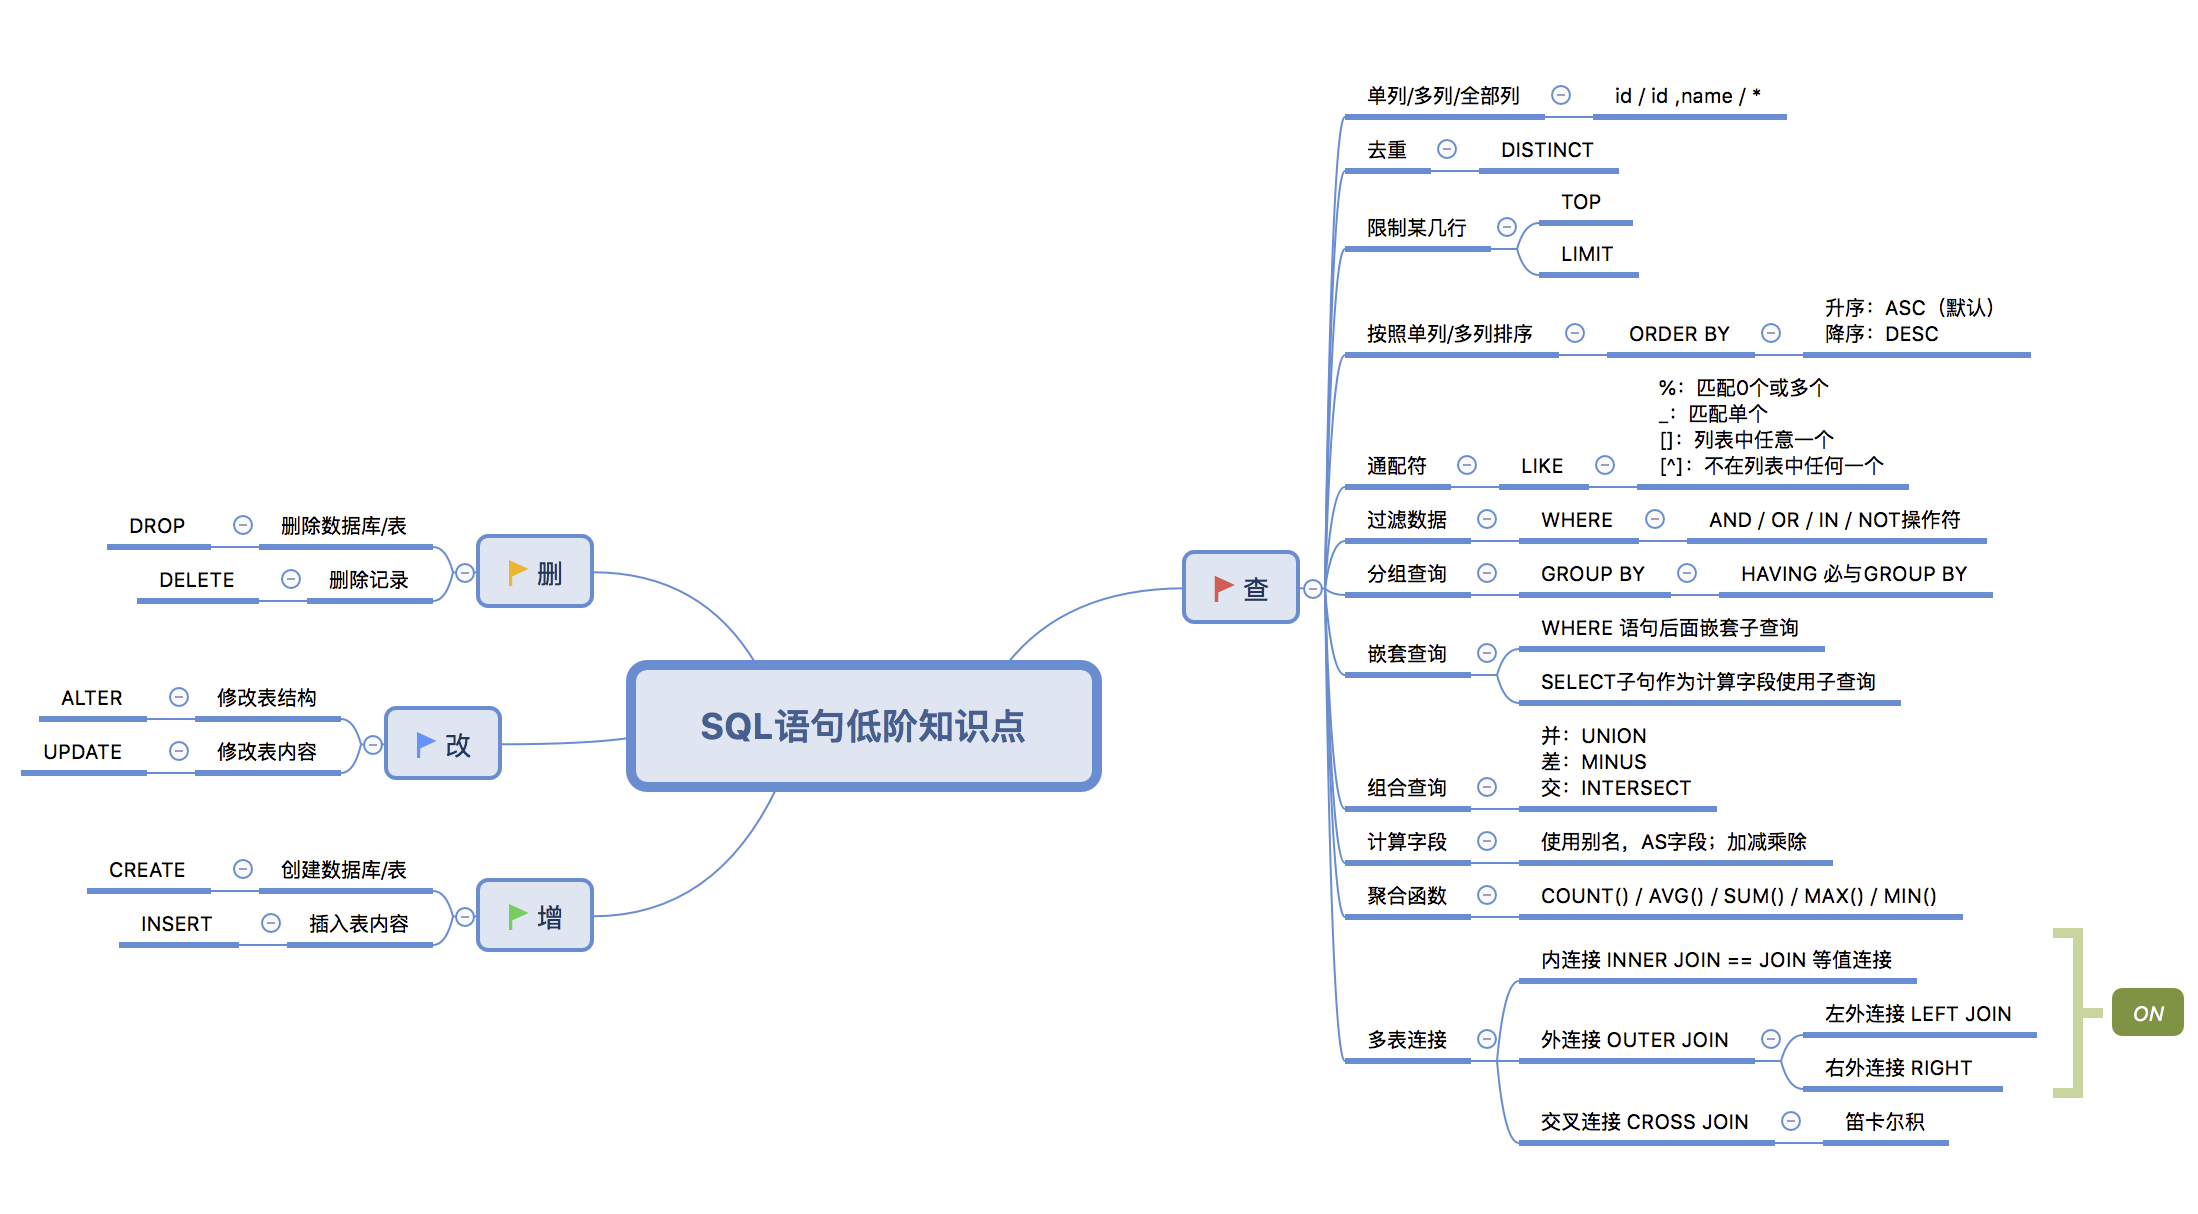 SQL语句低阶知识点
查
单列/多列/全部列
id / id ,name / *
去重
DISTINCT
限制某几行
TOP
LIMIT
按照单列/多列排序
ORDER BY
升序：ASC（默认）
降序：DESC
通配符
LIKE
%：匹配0个或多个
_：匹配单个
[]：列表中任意一个
[^]：不在列表中任何一个
过滤数据
WHERE
AND / OR / IN / NOT操作符
分组查询
GROUP BY
HAVING 必与GROUP BY
嵌套查询
WHERE 语句后面嵌套子查询
SELECT子句作为计算字段使用子查询
组合查询
并：UNION
差：MINUS
交：INTERSECT
计算字段
使用别名，AS字段；加减乘除
聚合函数
COUNT() / AVG() / SUM() / MAX() / MIN()
多表连接
内连接 INNER JOIN == JOIN 等值连接
外连接 OUTER JOIN
左外连接 LEFT JOIN
右外连接 RIGHT
交叉连接 CROSS JOIN
笛卡尔积
ON
删
删除数据库/表
DROP
删除记录
DELETE
改
修改表结构
ALTER
修改表内容
UPDATE
增
创建数据库/表
CREATE
插入表内容
INSERT